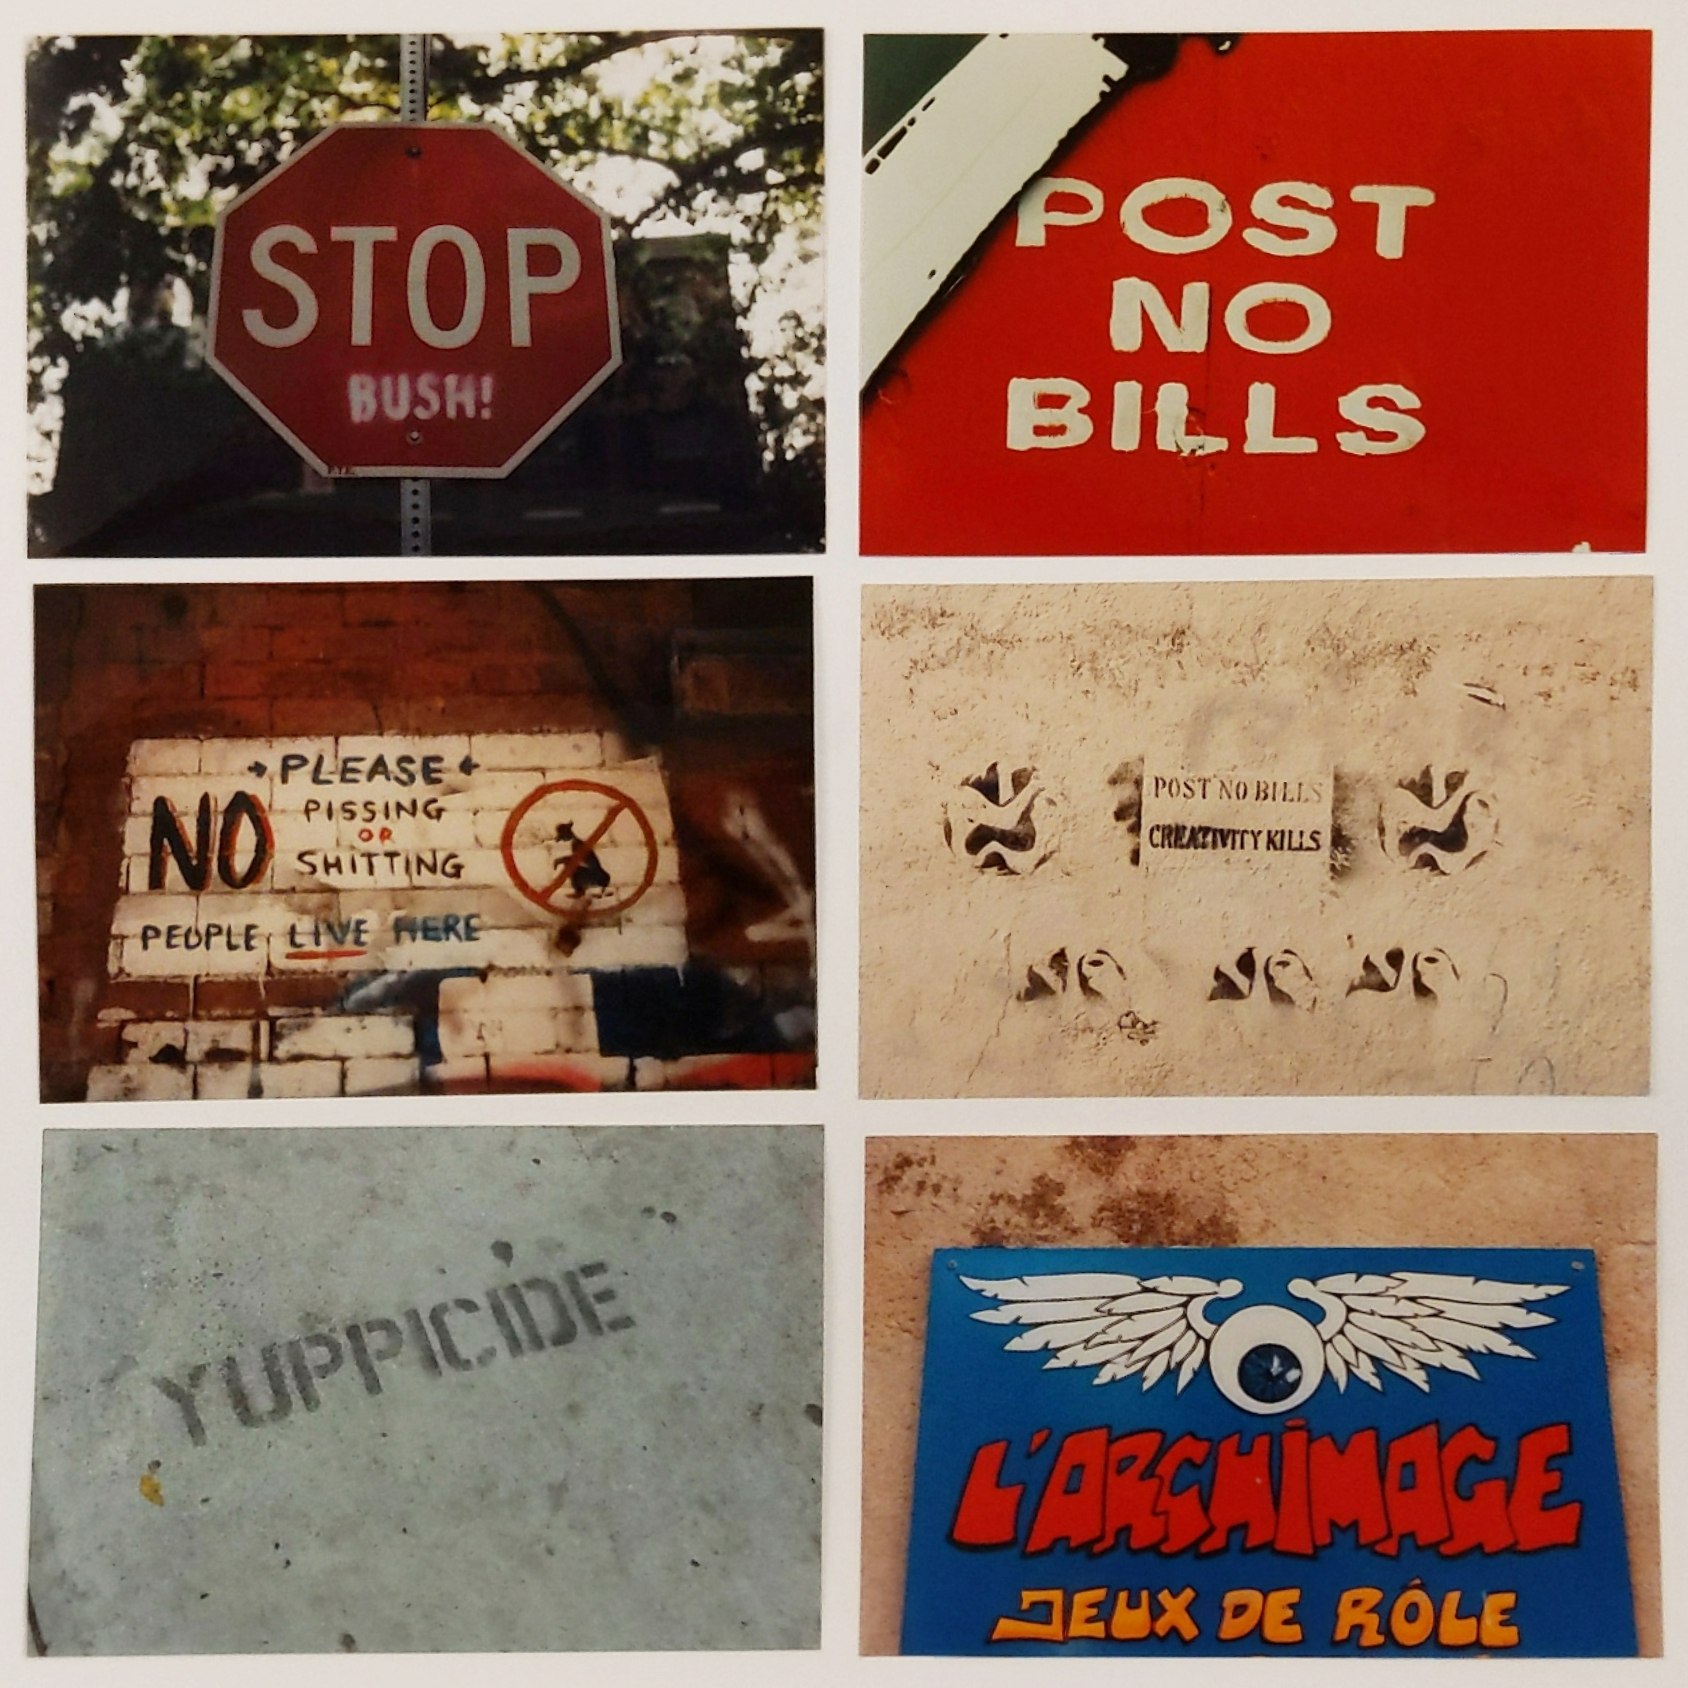 STOP
BUSH!
POST
NO
BILLS
PLEASE
NO
PISSING
OR
SHITTING
PEOPLE LIVE HERE
POST NO BILLS
CREATIVITY KILLS
YUPPICIDE
L'ARCHIMAGE
JEUX DE RÔLE